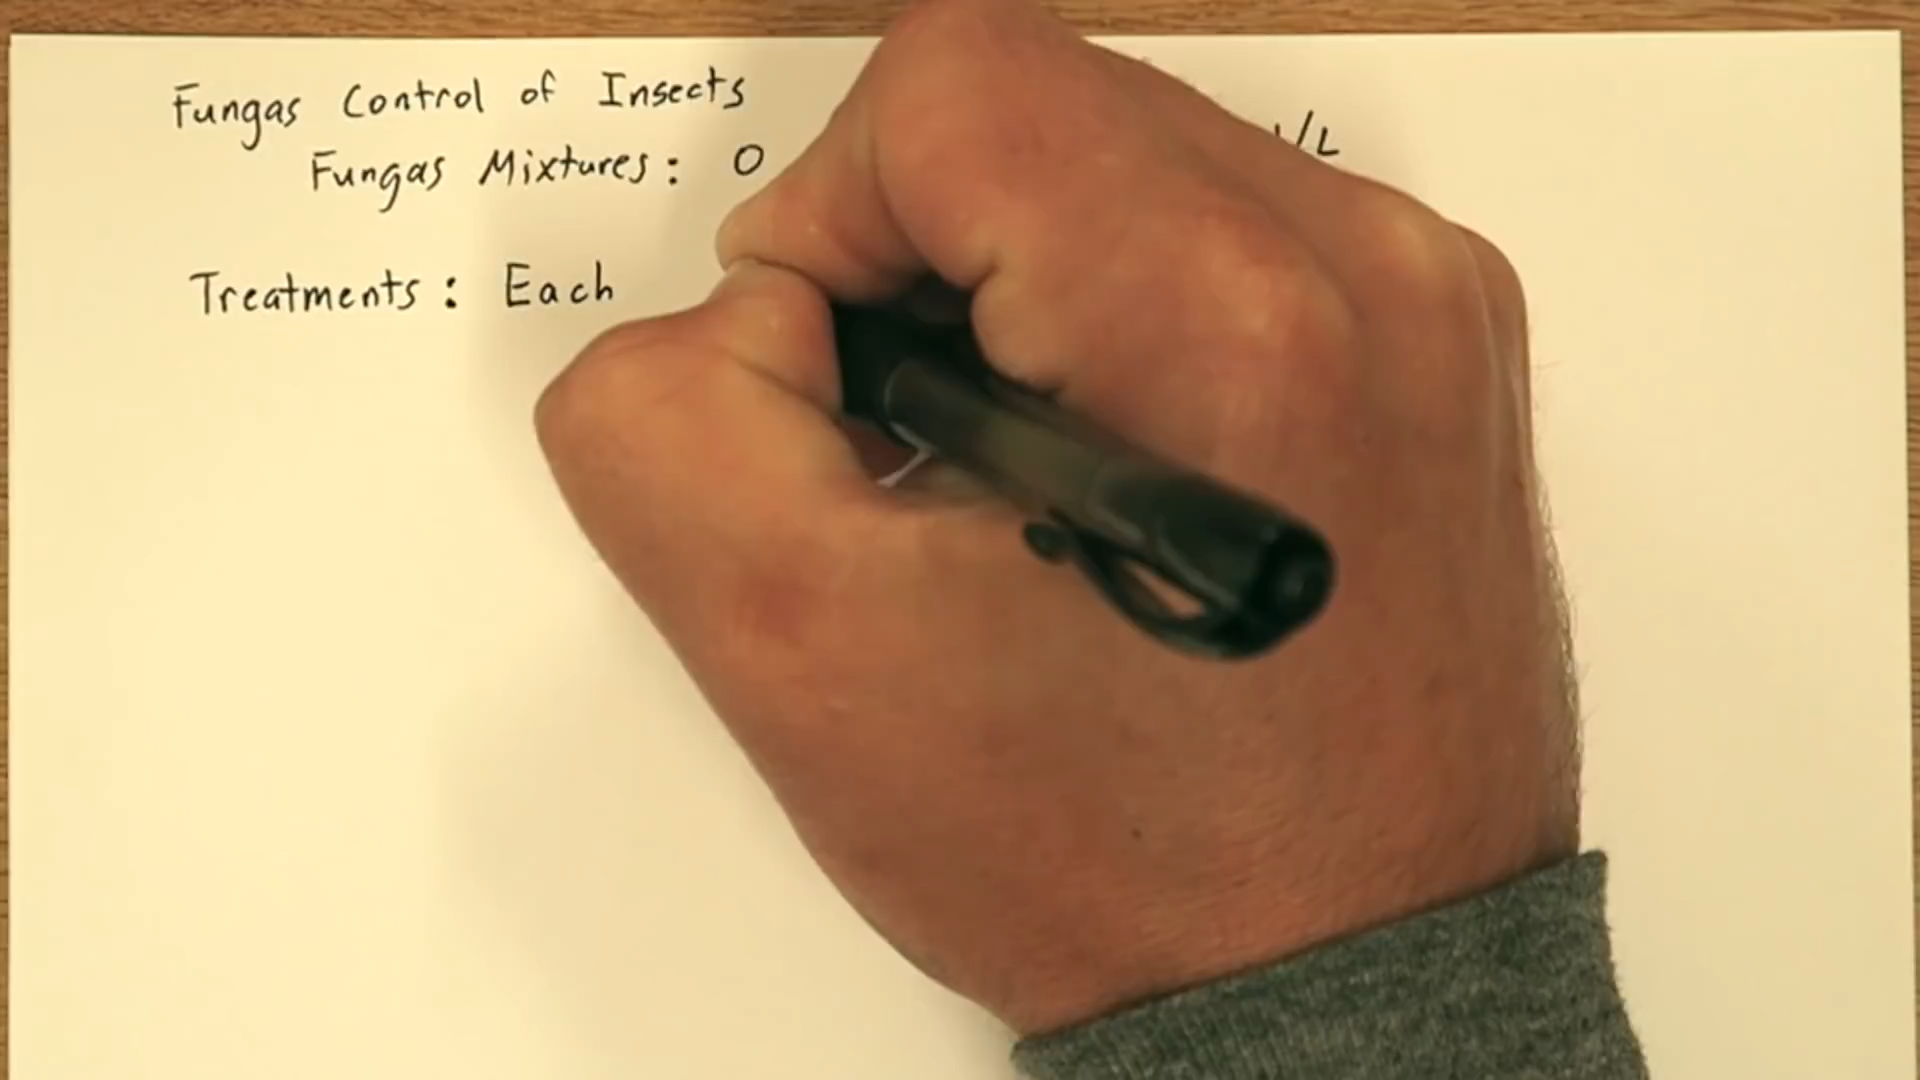 Fungas Control of Insects
Fungas Mixtures: 0 /L
Treatments: Each